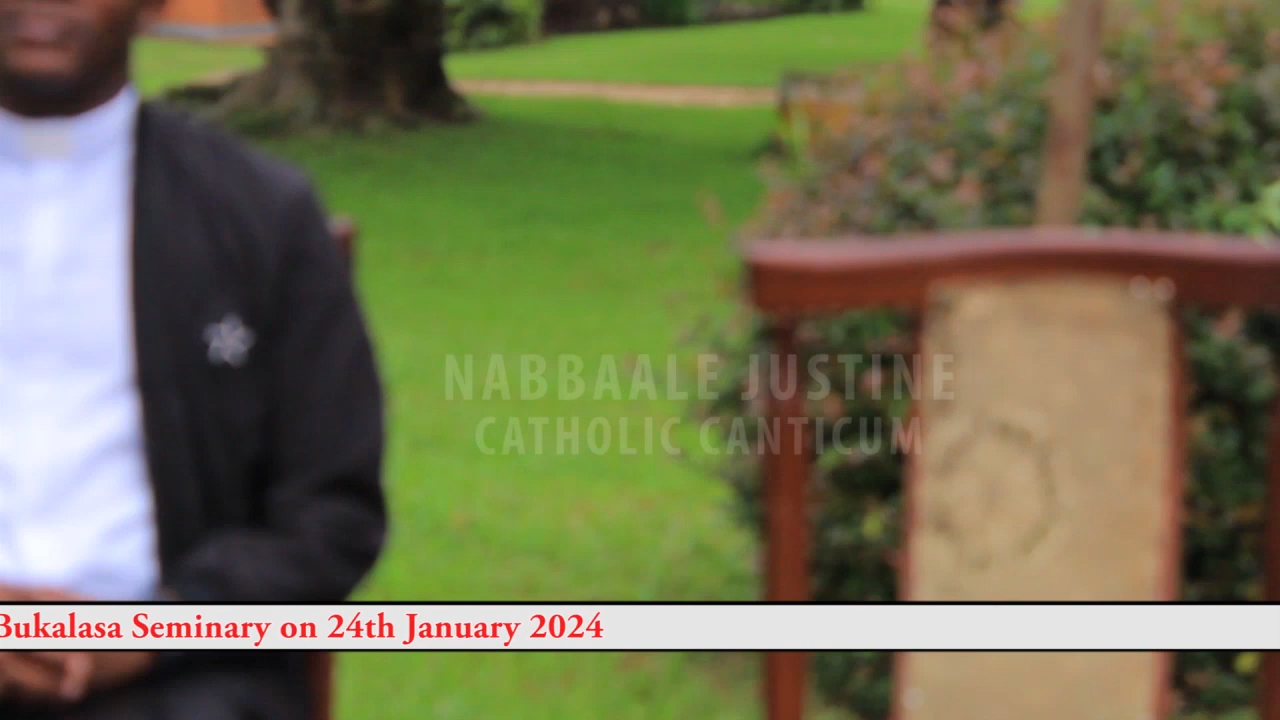 NABBAALE JUSTINE
CATHOLIC CANTICUM
Bukalasa Seminary on 24th January 2024